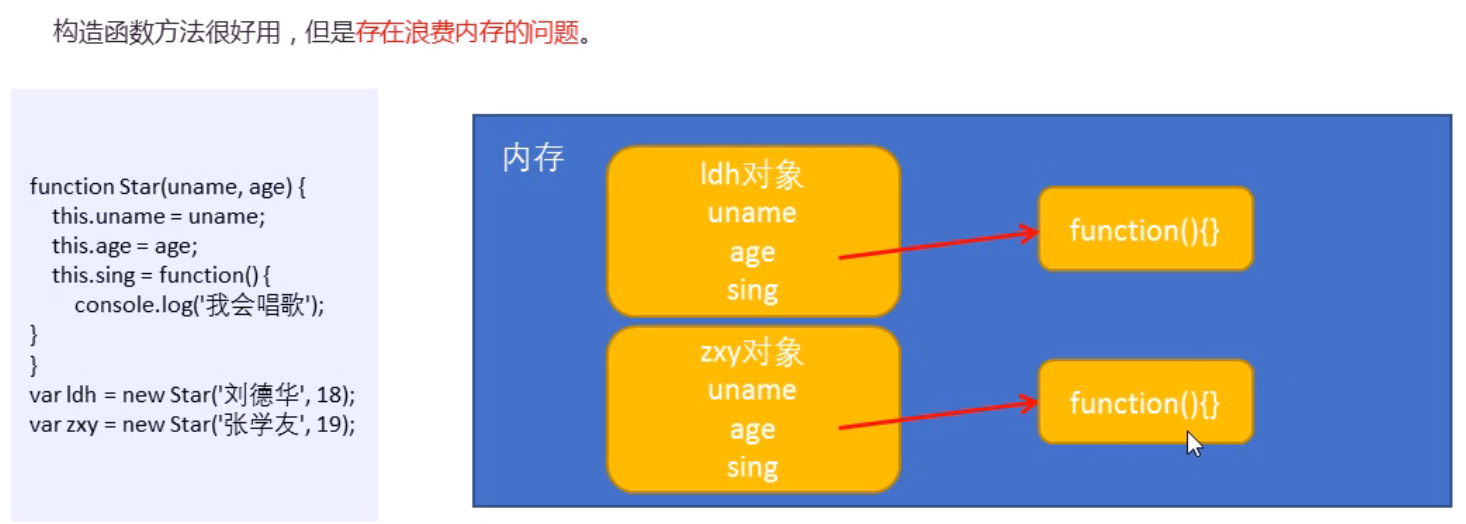 构造函数方法很好用，但是存在浪费内存的问题。
function Star(uname, age) {
this.uname = uname;
this.age = age;
this.sing = function() {
console.log('我会唱歌');
}
}
var ldh = new Star('刘德华', 18);
var zxy = new Star('张学友', 19);
内存
ldh对象
uname
age
sing
function(){}
zxy对象
uname
age
sing
function(){}